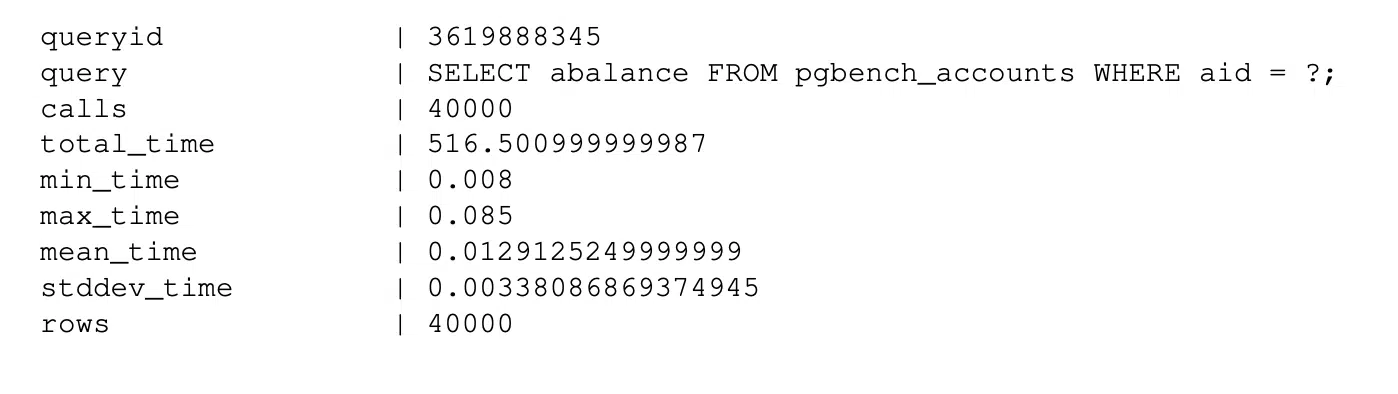 queryid | 3619888345
query | SELECT abalance FROM pgbench_accounts WHERE aid = ?;
calls | 40000
total_time | 516.500999999987
min_time | 0.008
max_time | 0.085
mean_time | 0.0129125249999999
stddev_time | 0.00338086869374945
rows | 40000